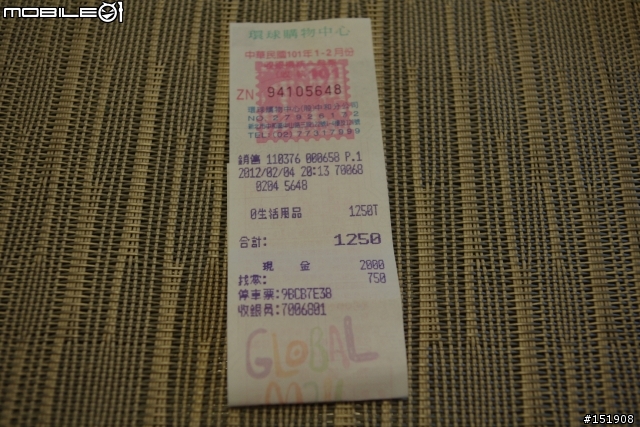 MOBILE01
環球購物中心
中華民國101年1-2月份
ZN 94105648
銷售 110376 000658 P.1
2012/02/04 20:13 70068
0204 5648
0生活用品 1250T
合計: 1250
現 金 2000
找零: 750
停車票:9BCB7E38
收銀員:7006801
GLOBAL
MALL
#151908